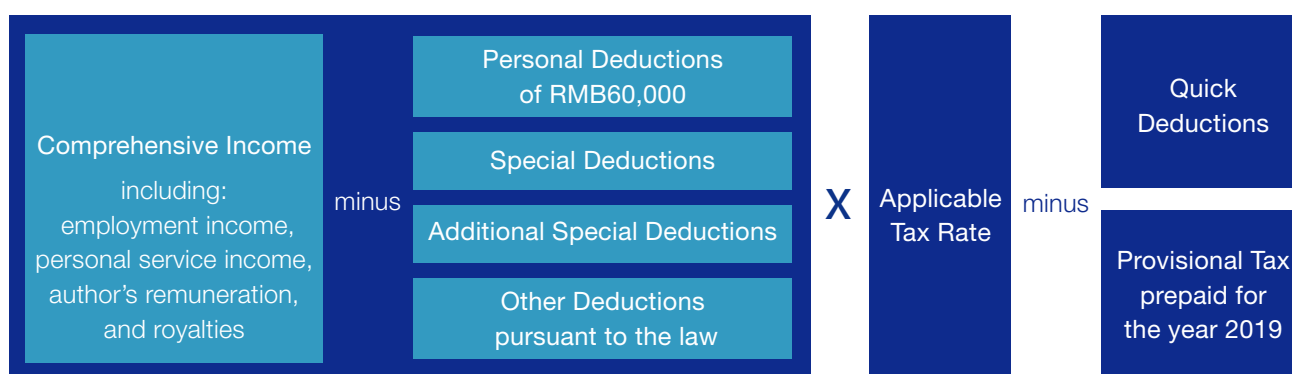 Comprehensive Income
including:
employment income,
personal service income,
author's remuneration,
and royalties
minus
Personal Deductions
of RMB60,000
Special Deductions
Additional Special Deductions
Other Deductions
pursuant to the law
X
Applicable
Tax Rate
minus
Quick
Deductions
Provisional Tax
prepaid for
the year 2019